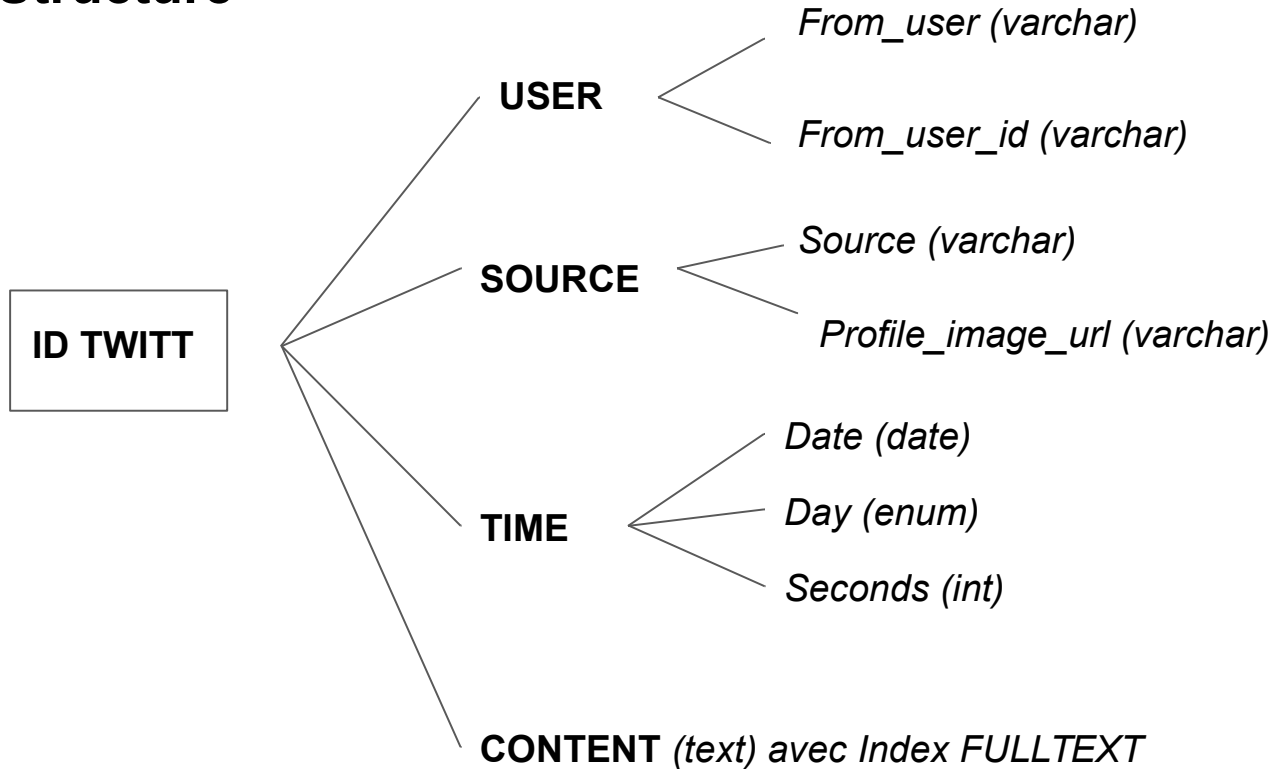 Structure
From_user (varchar)
USER
From_user_id (varchar)
Source (varchar)
SOURCE
Profile_image_url (varchar)
ID TWITT
Date (date)
Day (enum)
TIME
Seconds (int)
CONTENT (text) avec Index FULLTEXT